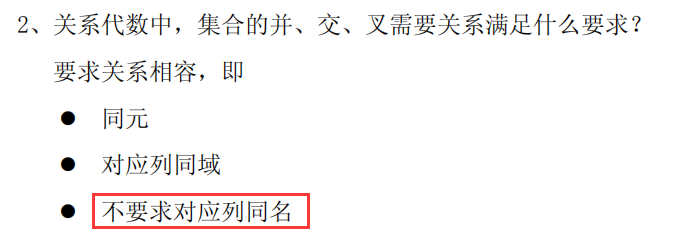 2、关系代数中，集合的并、交、叉需要关系满足什么要求？
要求关系相容，即
● 同元
● 对应列同域
● 不要求对应列同名